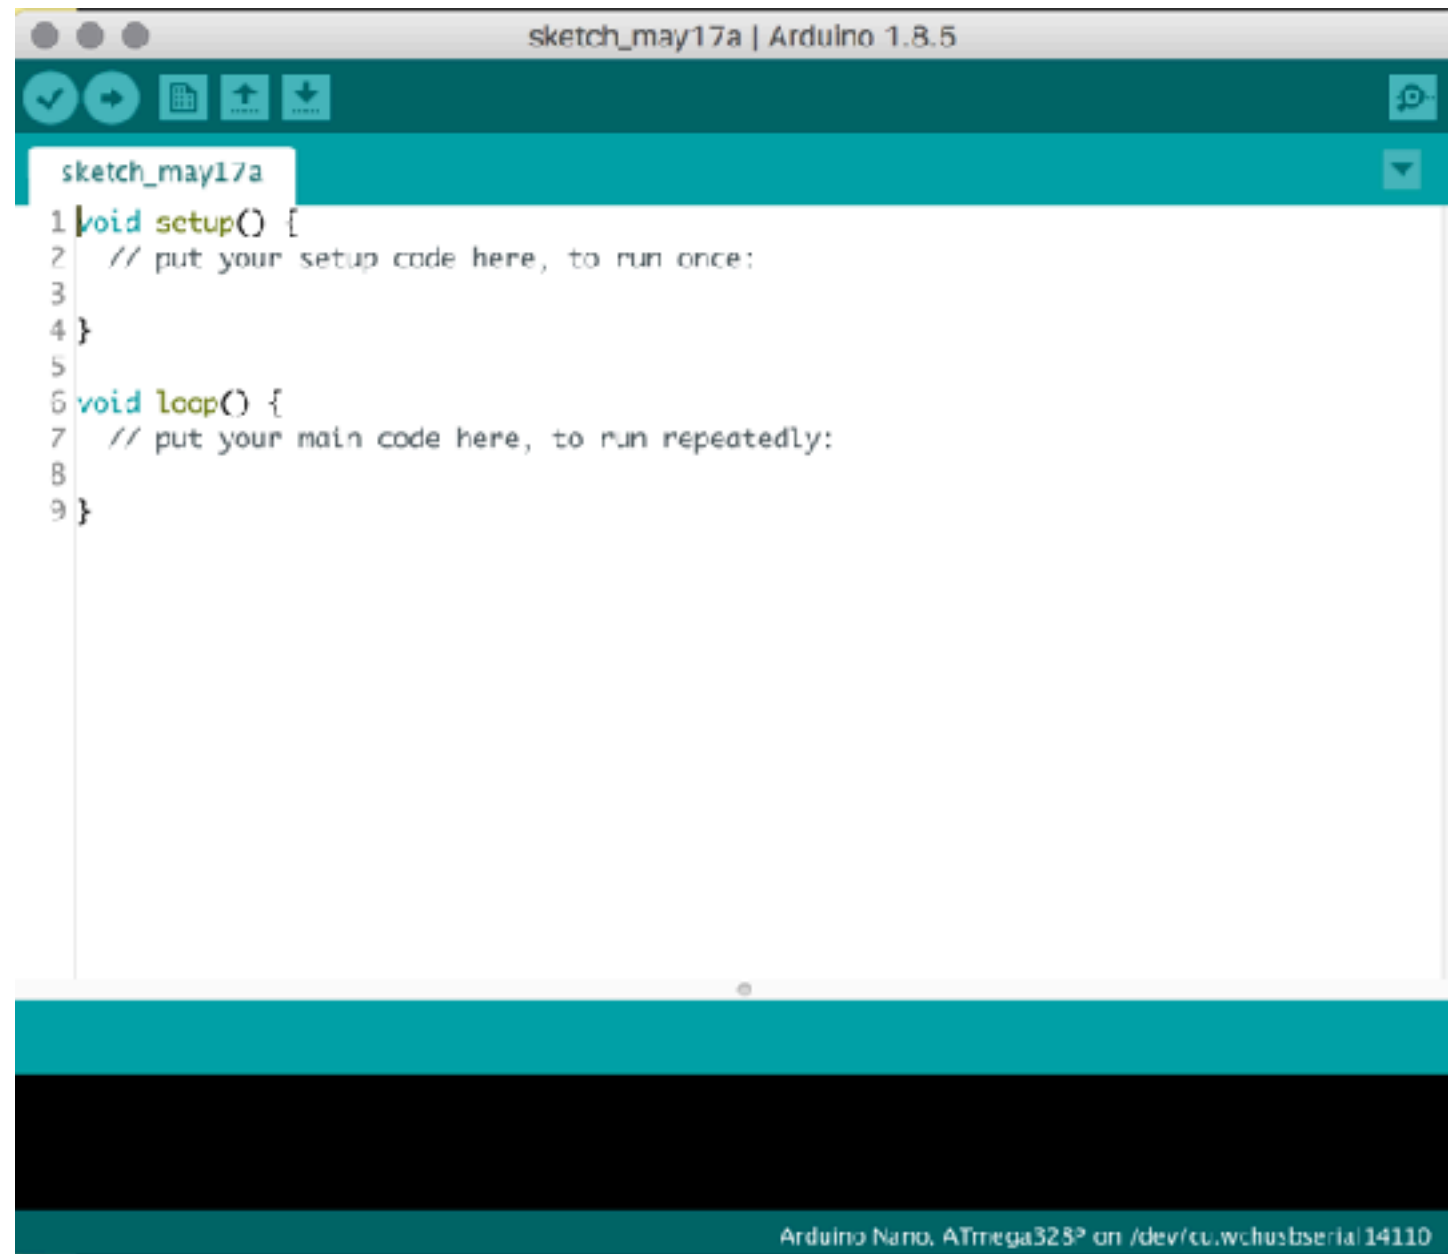 sketch_may17a | Arduino 1.8.5
sketch_may17a
1 void setup() {
2 // put your setup code here, to run once:
3
4 }
5
6 void loop() {
7 // put your main code here, to run repeatedly:
8
9 }
Arduino Nano, ATmega328P on /dev/cu.wchusbserial14110